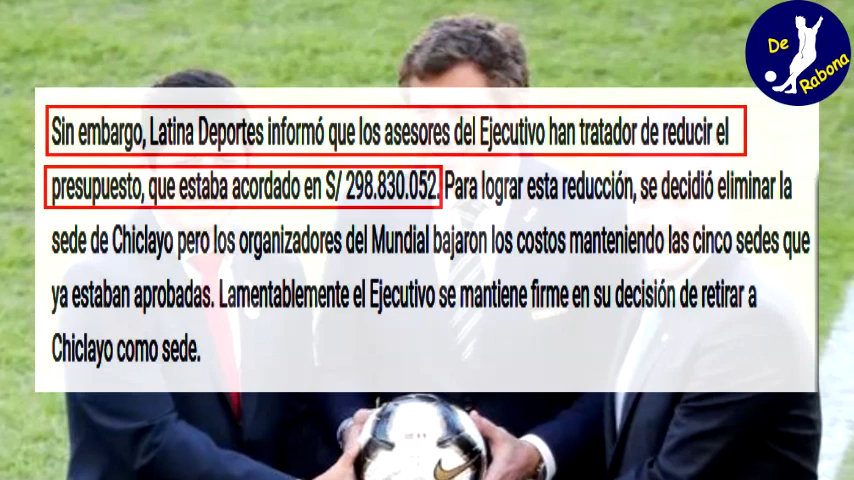 De
Rabona
Sin embargo, Latina Deportes informó que los asesores del Ejecutivo han tratador de reducir el
presupuesto, que estaba acordado en S/ 298.830.052. Para lograr esta reducción, se decidió eliminar la
sede de Chiclayo pero los organizadores del Mundial bajaron los costos manteniendo las cinco sedes que
ya estaban aprobadas. Lamentablemente el Ejecutivo se mantiene firme en su decisión de retirar a
Chiclayo como sede.